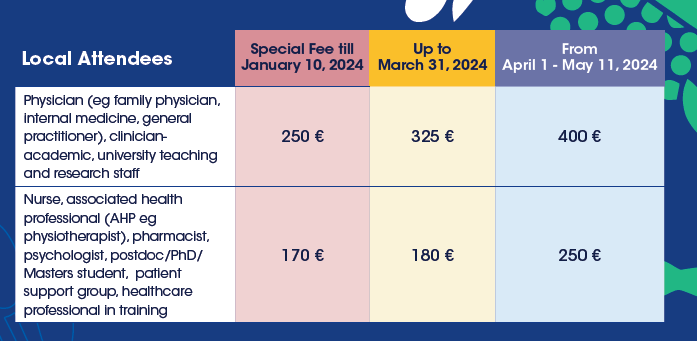 Local Attendees
Special Fee till
January 10, 2024
Up to
March 31, 2024
From
April 1 - May 11, 2024
Physician (eg family physician,
internal medicine, general
practitioner), clinician-
academic, university teaching
and research staff
250 €
325 €
400 €
Nurse, associated health
professional (AHP eg
physiotherapist), pharmacist,
psychologist, postdoc/PhD/
Masters student, patient
support group, healthcare
professional in training
170 €
180 €
250 €